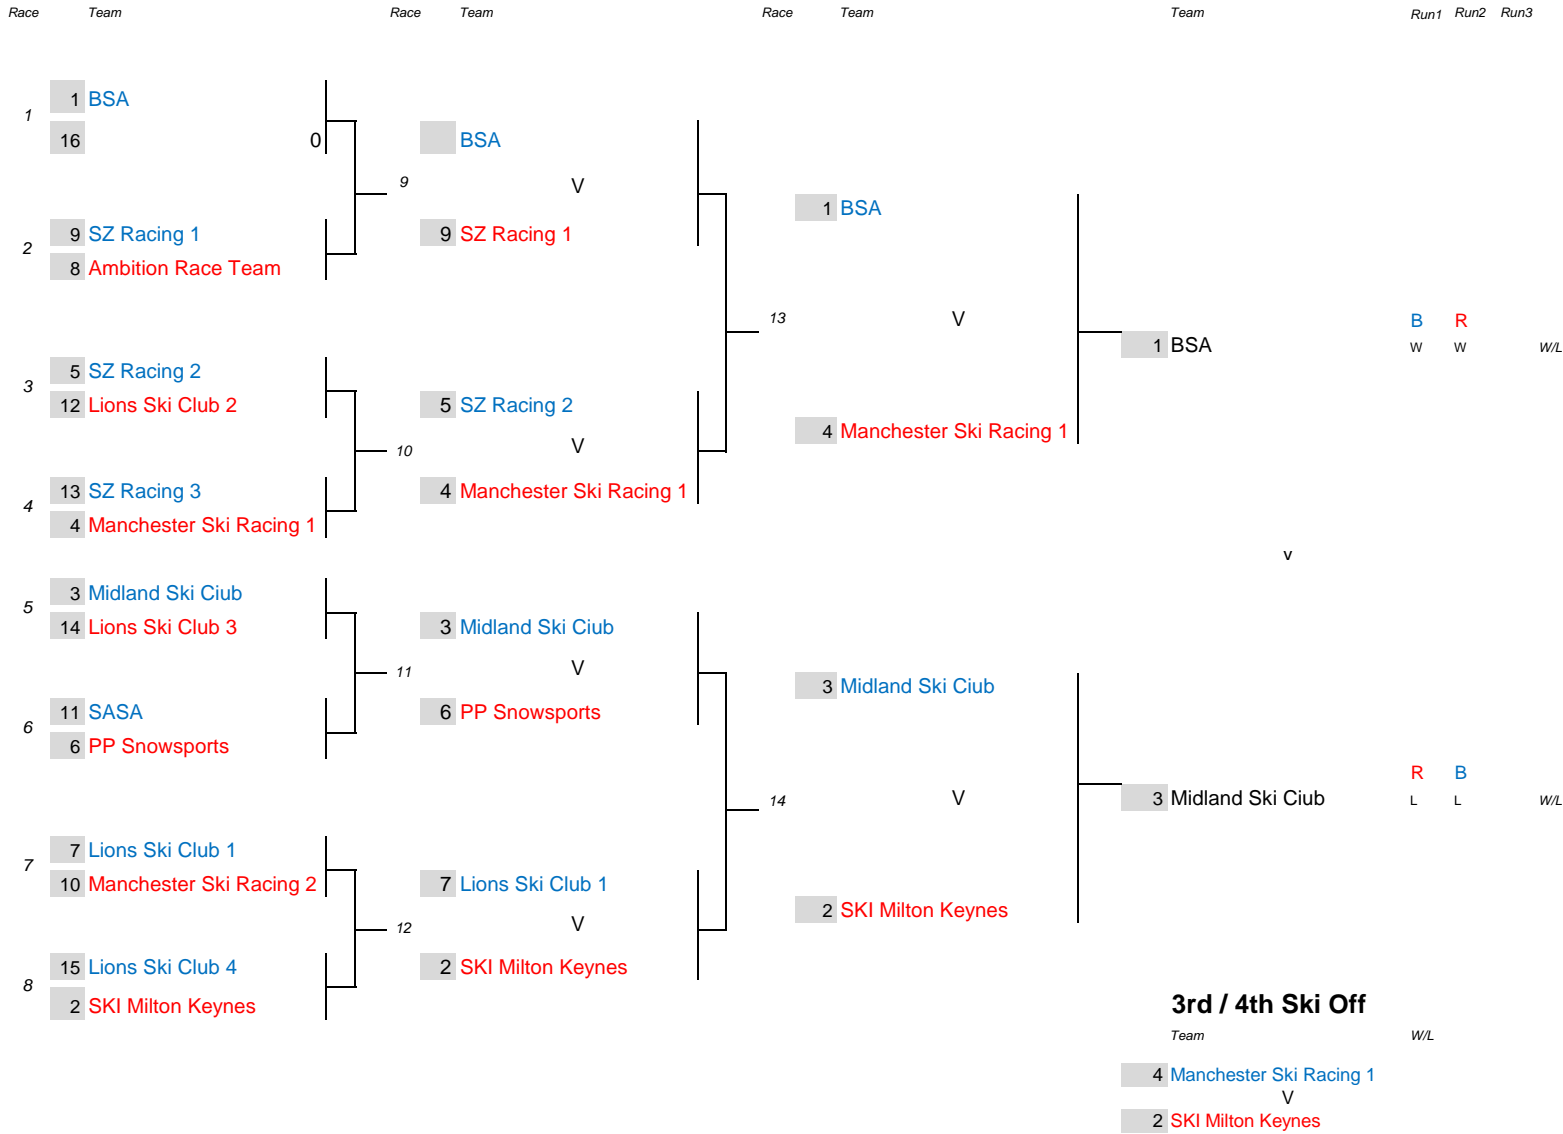 Race Team Race Team Race Team Team Run1 Run2 Run3
1 BSA
1
16 0
BSA
9 V
1 BSA
9 SZ Racing 1
9 SZ Racing 1
2
8 Ambition Race Team
13 V
B R
1 BSA W W W/L
5 SZ Racing 2
3
12 Lions Ski Club 2
5 SZ Racing 2
4 Manchester Ski Racing 1
10 V
13 SZ Racing 3
4 Manchester Ski Racing 1
4
4 Manchester Ski Racing 1
v
3 Midland Ski Ciub
5
14 Lions Ski Club 3
3 Midland Ski Ciub
11 V
3 Midland Ski Ciub
11 SASA
6 PP Snowsports
6
6 PP Snowsports
R B
14 V
3 Midland Ski Ciub L L W/L
7 Lions Ski Club 1
7
10 Manchester Ski Racing 2
7 Lions Ski Club 1
2 SKI Milton Keynes
12 V
15 Lions Ski Club 4
2 SKI Milton Keynes
8
2 SKI Milton Keynes
3rd / 4th Ski Off
Team W/L
4 Manchester Ski Racing 1
V
2 SKI Milton Keynes